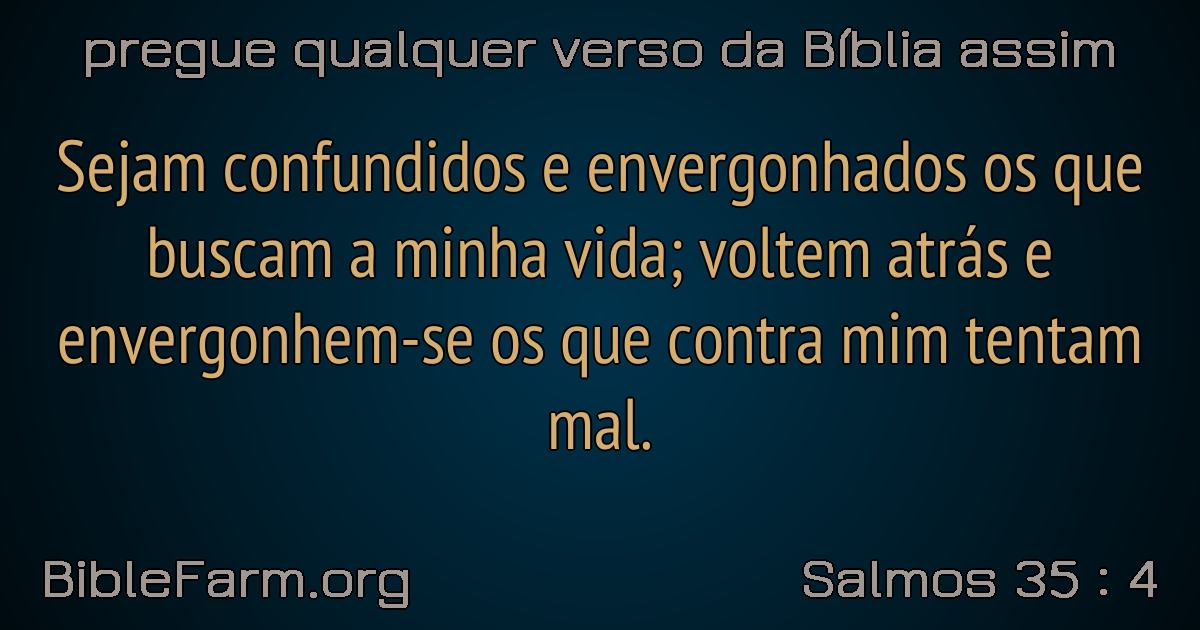 pregue qualquer verso da Bíblia assim
Sejam confundidos e envergonhados os que
buscam a minha vida; voltem atrás e
envergonhem-se os que contra mim tentam
mal.
BibleFarm.org
Salmos 35 : 4